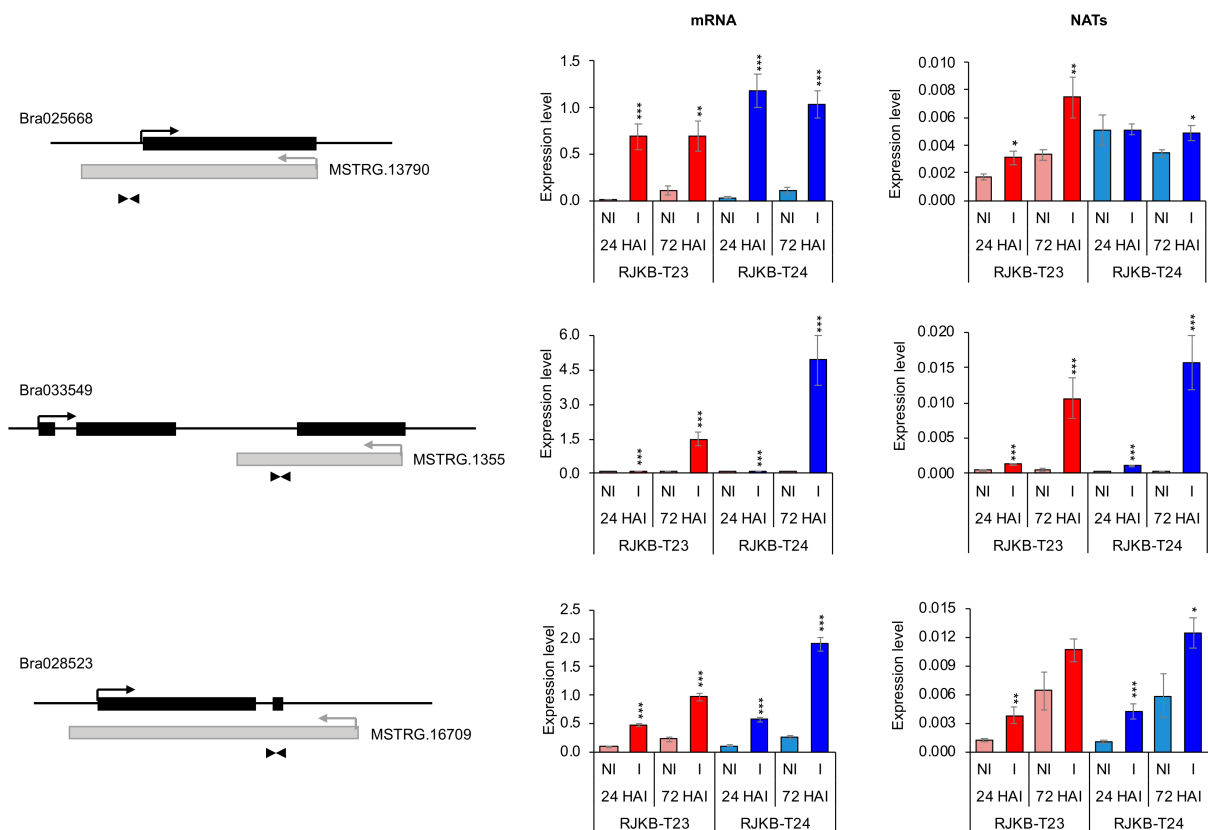 mRNA NATs
Bra025668
MSTRG.13790
Expression level
1.5
1.0
0.5
0.0
*** ** *** ***
NI I NI I NI I NI I
24 HAI 72 HAI 24 HAI 72 HAI
RJKB-T23 RJKB-T24
Expression level
0.010
0.008
0.006
0.004
0.002
0.000
* ** *
NI I NI I NI I NI I
24 HAI 72 HAI 24 HAI 72 HAI
RJKB-T23 RJKB-T24
Bra033549
MSTRG.1355
Expression level
6.0
4.5
3.0
1.5
0.0
*** *** *** ***
NI I NI I NI I NI I
24 HAI 72 HAI 24 HAI 72 HAI
RJKB-T23 RJKB-T24
Expression level
0.020
0.015
0.010
0.005
0.000
*** *** *** ***
NI I NI I NI I NI I
24 HAI 72 HAI 24 HAI 72 HAI
RJKB-T23 RJKB-T24
Bra028523
MSTRG.16709
Expression level
2.5
2.0
1.5
1.0
0.5
0.0
*** *** *** ***
NI I NI I NI I NI I
24 HAI 72 HAI 24 HAI 72 HAI
RJKB-T23 RJKB-T24
Expression level
0.015
0.012
0.009
0.006
0.003
0.000
** *** *
NI I NI I NI I NI I
24 HAI 72 HAI 24 HAI 72 HAI
RJKB-T23 RJKB-T24